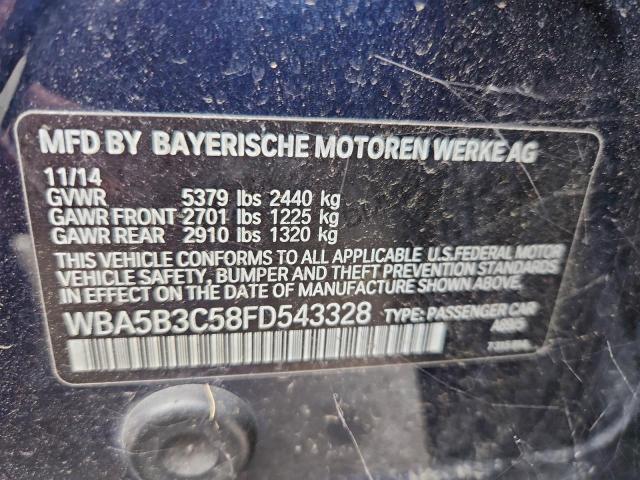 MFD BY BAYERISCHE MOTOREN WERKE AG
11/14
GVWR 5379 lbs 2440 kg
GAWR FRONT 2701 lbs 1225 kg
GAWR REAR 2910 lbs 1320 kg
THIS VEHICLE CONFORMS TO ALL APPLICABLE U.S. FEDERAL MOTOR
VEHICLE SAFETY, BUMPER AND THEFT PREVENTION STANDARDS
IN EFFECT ON THE DATE OF MANUFACTURE SHOWN ABOVE.
WBA5B3C58FD543328 TYPE: PASSENGER CAR